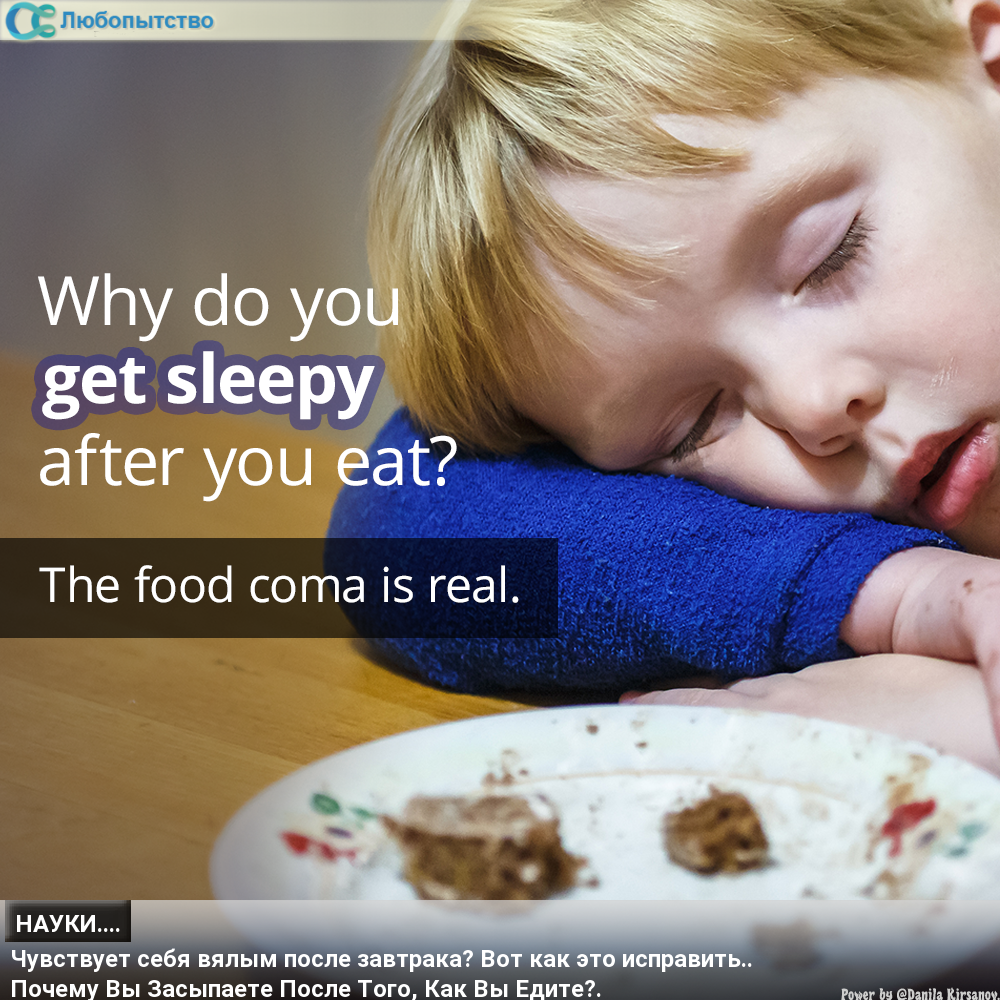 Любопытство
Why do you
get sleepy
after you eat?
The food coma is real.
НАУКИ....
Чувствует себя вялым после завтрака? Вот как это исправить..
Почему Вы Засыпаете После Того, Как Вы Едите?.
Power by @Danila Kirsanov